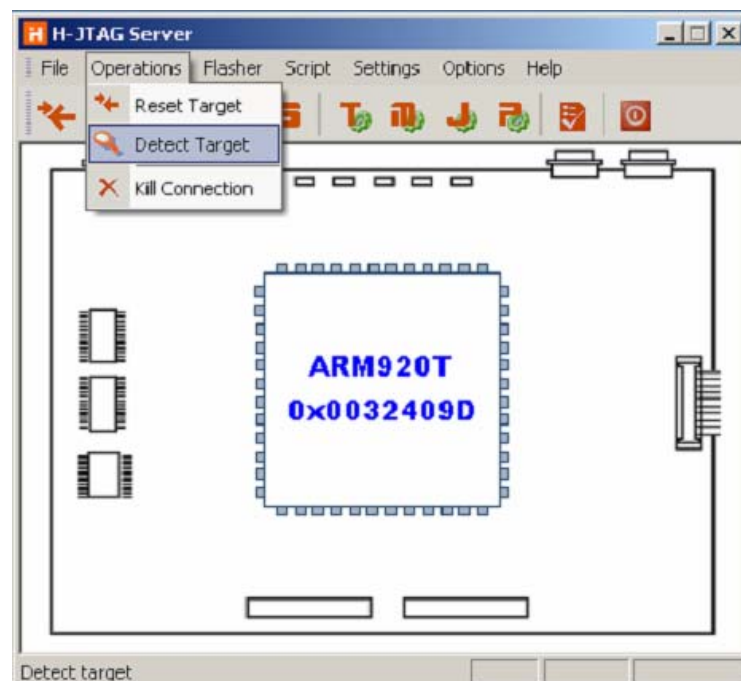 H-JTAG Server
File Operations Flasher Script Settings Options Help
Reset Target
Detect Target
Kill Connection
ARM920T
0x0032409D
Detect target